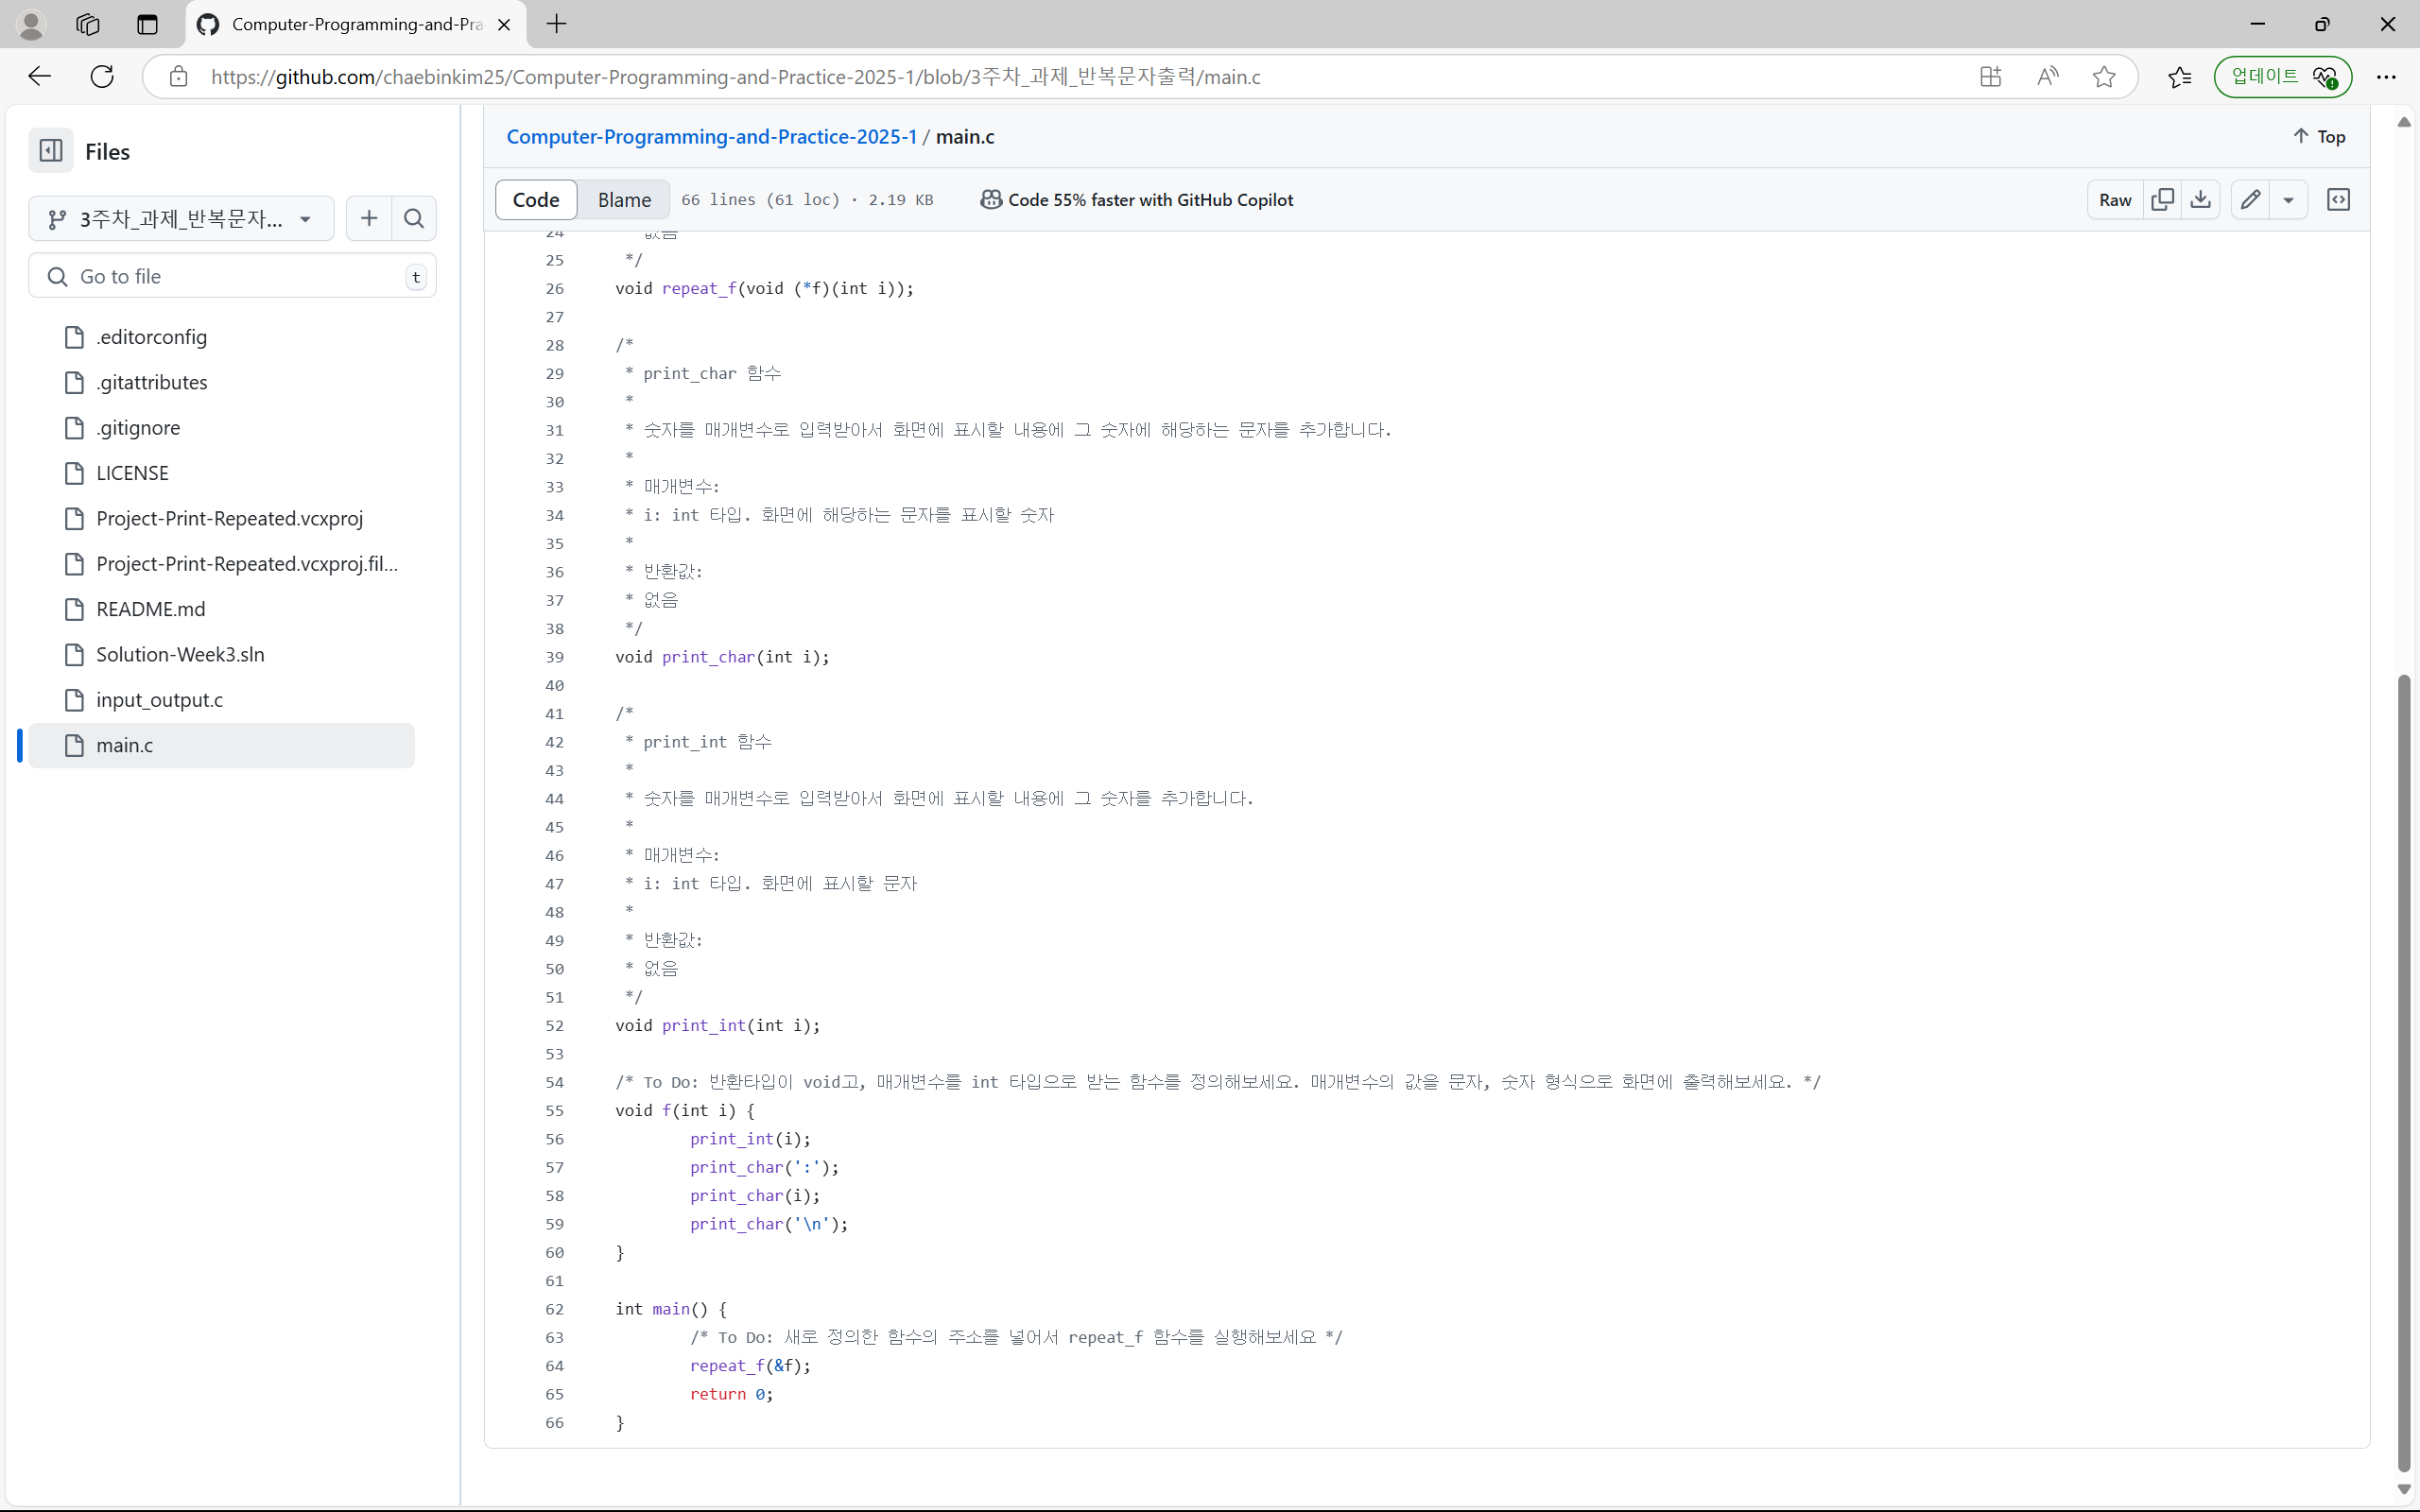 Computer-Programming-and-Pra
https://github.com/chaebinkim25/Computer-Programming-and-Practice-2025-1/blob/3주차_과제_반복문자출력/main.c
업데이트
Files
3주차_과제_반복문자...
Go to file
t
.editorconfig
.gitattributes
.gitignore
LICENSE
Project-Print-Repeated.vcxproj
Project-Print-Repeated.vcxproj.fil...
README.md
Solution-Week3.sln
input_output.c
main.c
Computer-Programming-and-Practice-2025-1 / main.c
Top
Code
Blame
66 lines (61 loc) · 2.19 KB
Code 55% faster with GitHub Copilot
Raw
24 없음
25 */
26 void repeat_f(void (*f)(int i));
27
28 /*
29 * print_char 함수
30 *
31 * 숫자를 매개변수로 입력받아서 화면에 표시할 내용에 그 숫자에 해당하는 문자를 추가합니다.
32 *
33 * 매개변수:
34 * i: int 타입. 화면에 해당하는 문자를 표시할 숫자
35 *
36 * 반환값:
37 * 없음
38 */
39 void print_char(int i);
40
41 /*
42 * print_int 함수
43 *
44 * 숫자를 매개변수로 입력받아서 화면에 표시할 내용에 그 숫자를 추가합니다.
45 *
46 * 매개변수:
47 * i: int 타입. 화면에 표시할 문자
48 *
49 * 반환값:
50 * 없음
51 */
52 void print_int(int i);
53
54 /* To Do: 반환타입이 void고, 매개변수를 int 타입으로 받는 함수를 정의해보세요. 매개변수의 값을 문자, 숫자 형식으로 화면에 출력해보세요. */
55 void f(int i) {
56 print_int(i);
57 print_char(':');
58 print_char(i);
59 print_char('\n');
60 }
61
62 int main() {
63 /* To Do: 새로 정의한 함수의 주소를 넣어서 repeat_f 함수를 실행해보세요 */
64 repeat_f(&f);
65 return 0;
66 }